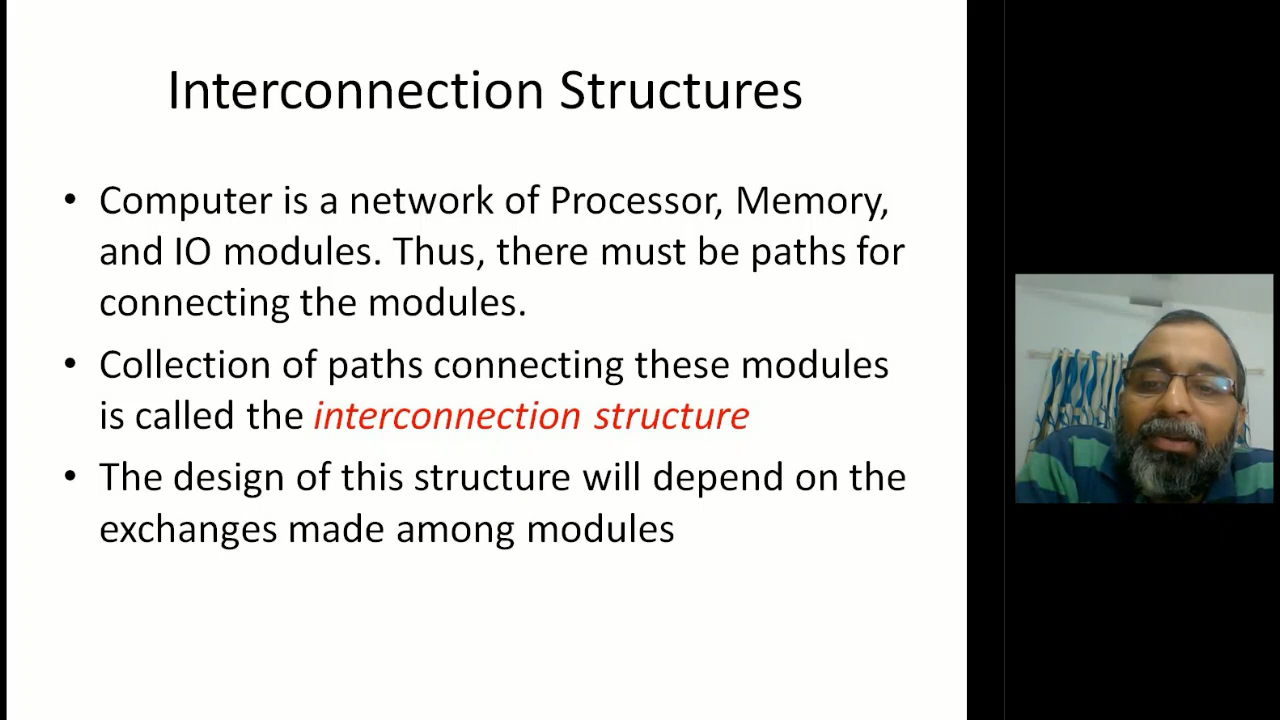 Interconnection Structures
• Computer is a network of Processor, Memory,
and IO modules. Thus, there must be paths for
connecting the modules.
• Collection of paths connecting these modules
is called the interconnection structure
• The design of this structure will depend on the
exchanges made among modules